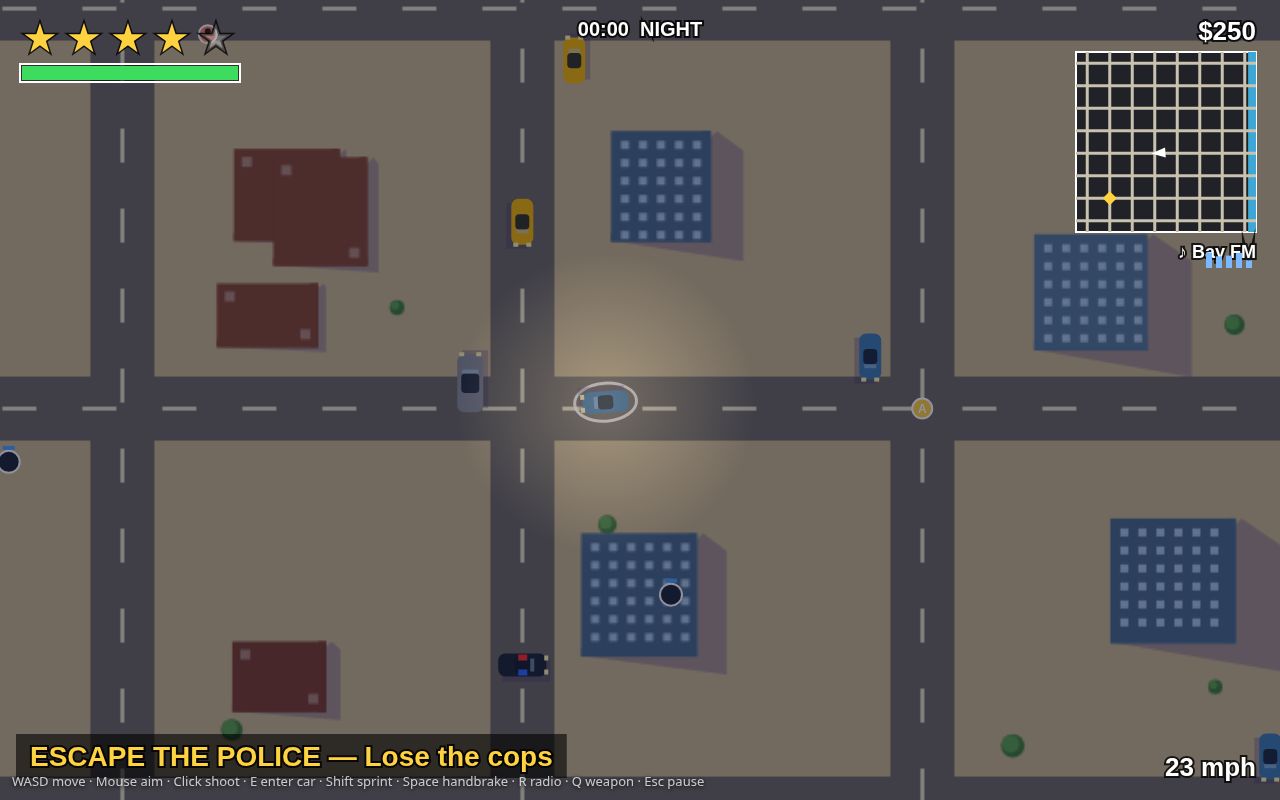 00:00 NIGHT
$250
♪ Bay FM
A
ESCAPE THE POLICE — Lose the cops
WASD move · Mouse aim · Click shoot · E enter car · Shift sprint · Space handbrake · R radio · Q weapon · Esc pause
23 mph